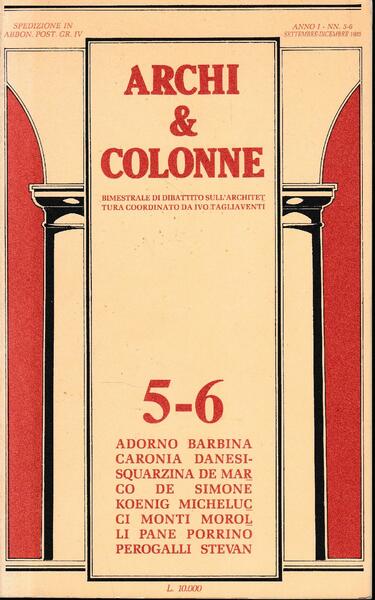 SPEDIZIONE IN
ABBON. POST. GR. IV
ANNO I - NN. 5-6
SETTEMBRE-DICEMBRE 1985
ARCHI
&
COLONNE
BIMESTRALE DI DIBATTITO SULL'ARCHITET
TURA COORDINATO DA IVO TAGLIAVENTI
5-6
ADORNO BARBINA
CARONIA DANESI-
SQUARZINA DE MAR
CO DE SIMONE
KOENIG MICHELUC
CI MONTI MOROL
LI PANE PORRINO
PEROGALLI STEVAN
L. 10.000